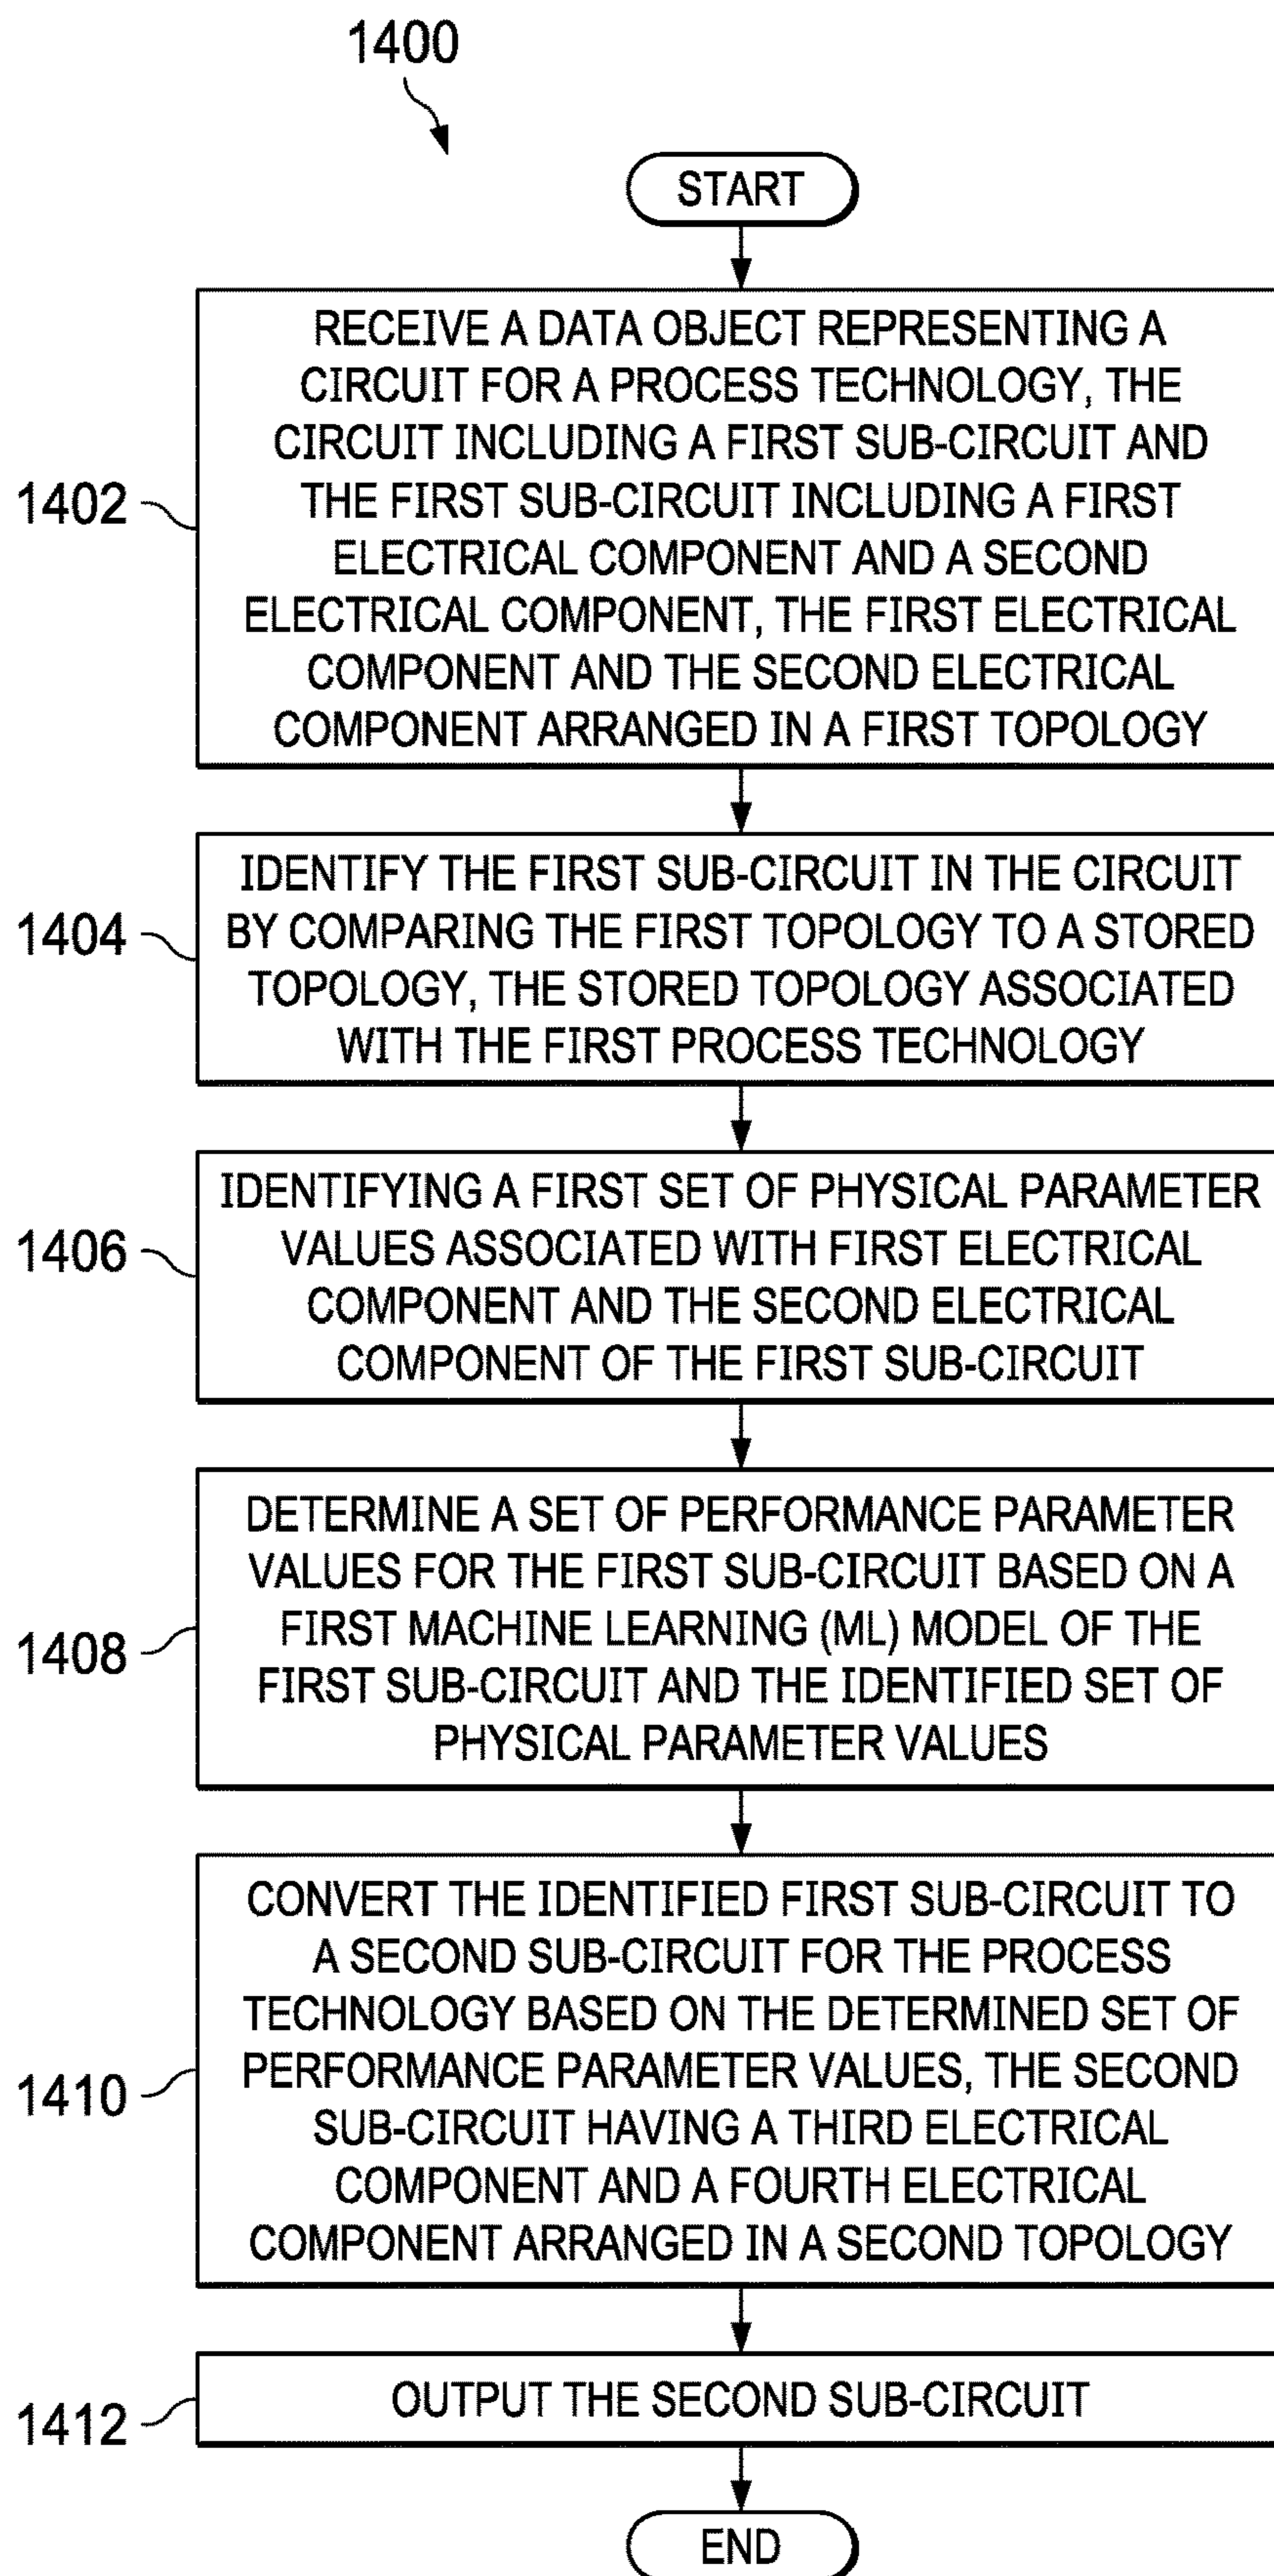 1400
START
RECEIVE A DATA OBJECT REPRESENTING A
CIRCUIT FOR A PROCESS TECHNOLOGY, THE
CIRCUIT INCLUDING A FIRST SUB-CIRCUIT AND
THE FIRST SUB-CIRCUIT INCLUDING A FIRST
ELECTRICAL COMPONENT AND A SECOND
ELECTRICAL COMPONENT, THE FIRST ELECTRICAL
COMPONENT AND THE SECOND ELECTRICAL
COMPONENT ARRANGED IN A FIRST TOPOLOGY
1402
IDENTIFY THE FIRST SUB-CIRCUIT IN THE CIRCUIT
BY COMPARING THE FIRST TOPOLOGY TO A STORED
TOPOLOGY, THE STORED TOPOLOGY ASSOCIATED
WITH THE FIRST PROCESS TECHNOLOGY
1404
IDENTIFYING A FIRST SET OF PHYSICAL PARAMETER
VALUES ASSOCIATED WITH FIRST ELECTRICAL
COMPONENT AND THE SECOND ELECTRICAL
COMPONENT OF THE FIRST SUB-CIRCUIT
1406
DETERMINE A SET OF PERFORMANCE PARAMETER
VALUES FOR THE FIRST SUB-CIRCUIT BASED ON A
FIRST MACHINE LEARNING (ML) MODEL OF THE
FIRST SUB-CIRCUIT AND THE IDENTIFIED SET OF
PHYSICAL PARAMETER VALUES
1408
CONVERT THE IDENTIFIED FIRST SUB-CIRCUIT TO
A SECOND SUB-CIRCUIT FOR THE PROCESS
TECHNOLOGY BASED ON THE DETERMINED SET OF
PERFORMANCE PARAMETER VALUES, THE SECOND
SUB-CIRCUIT HAVING A THIRD ELECTRICAL
COMPONENT AND A FOURTH ELECTRICAL
COMPONENT ARRANGED IN A SECOND TOPOLOGY
1410
OUTPUT THE SECOND SUB-CIRCUIT
1412
END